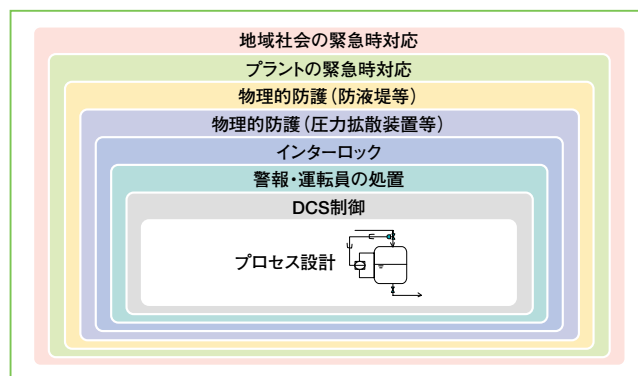 地域社会の緊急時対応
プラントの緊急時対応
物理的防護（防液堤等）
物理的防護（圧力拡散装置等）
インターロック
警報・運転員の処置
DCS制御
プロセス設計